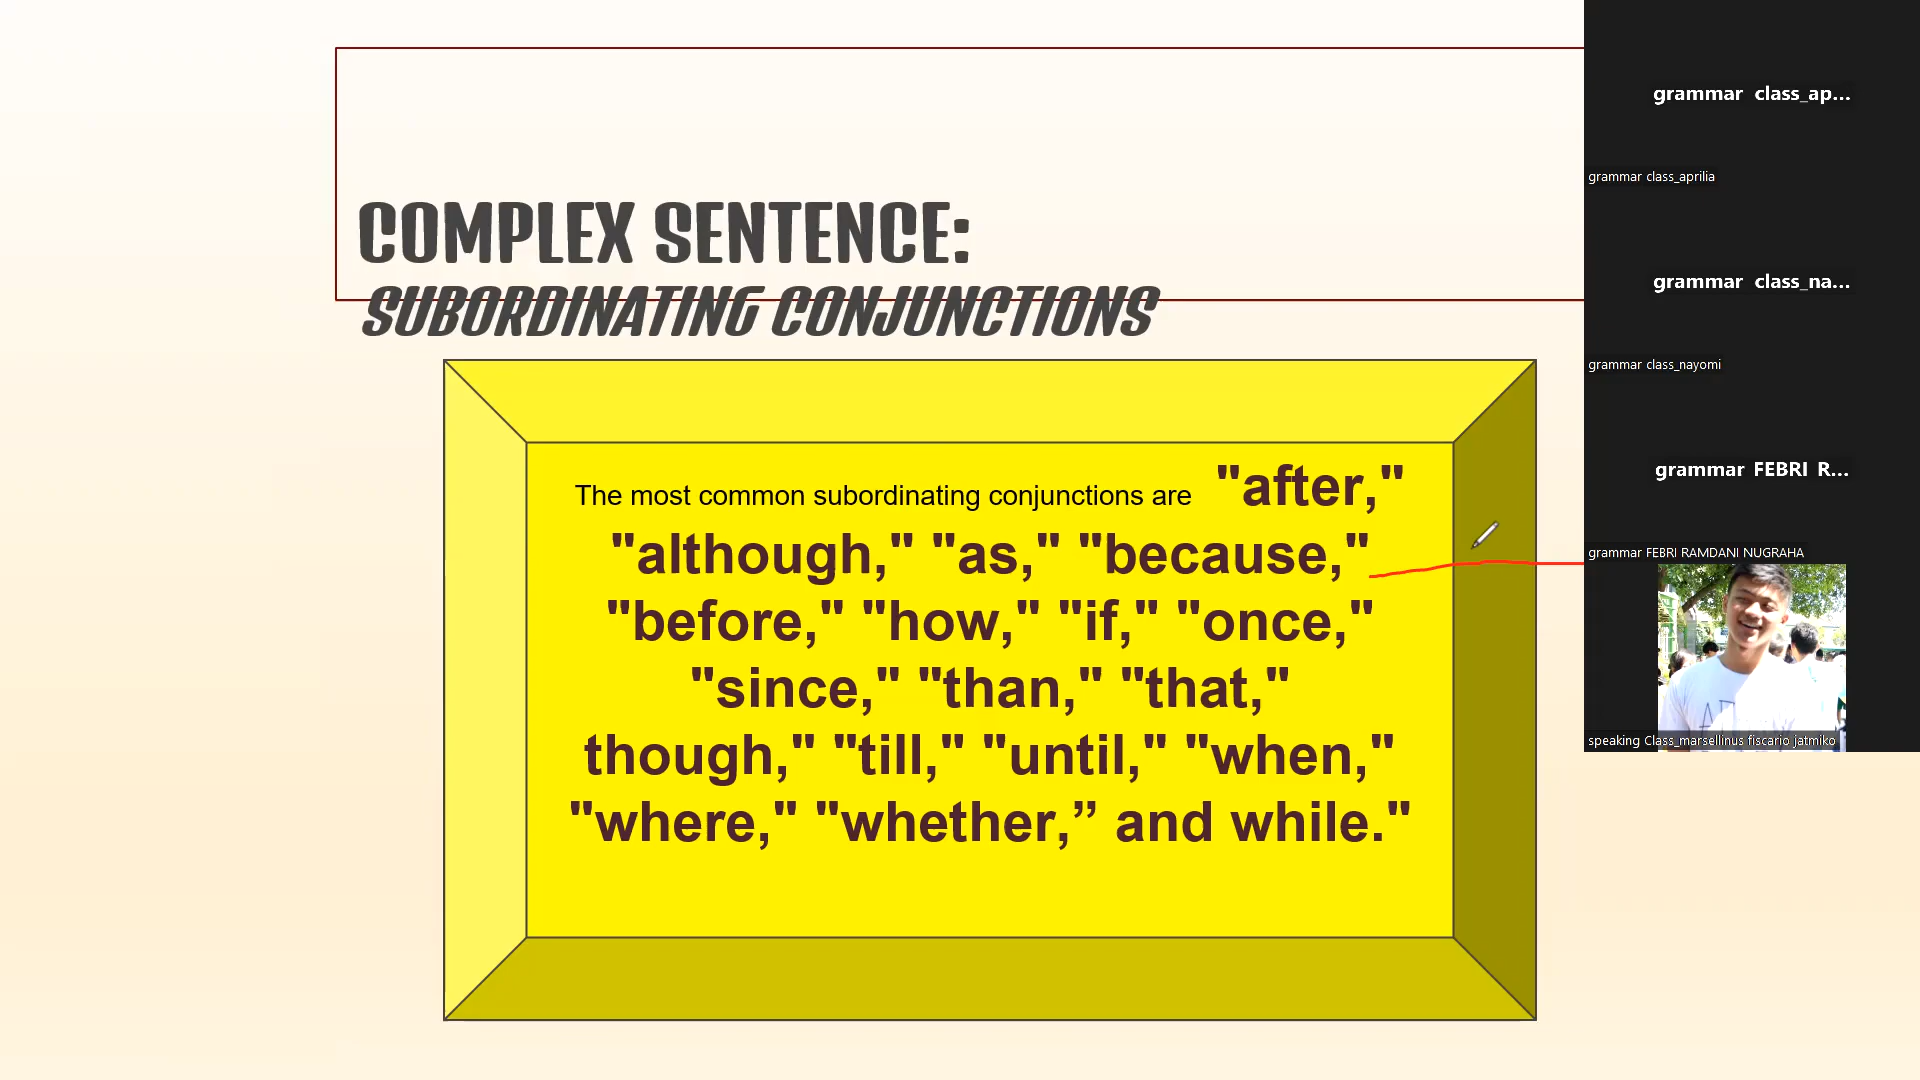 COMPLEX SENTENCE:
SUBORDINATING CONJUNCTIONS
The most common subordinating conjunctions are "after,"
"although," "as," "because,"
"before," "how," "if," "once,"
"since," "than," "that,"
though," "till," "until," "when,"
"where," "whether,” and while."
grammar class_ap...
grammar class_aprilia
grammar class_na...
grammar class_nayomi
grammar FEBRI R...
grammar FEBRI RAMDANI NUGRAHA
speaking Class_marsellinus fiscario jatmiko